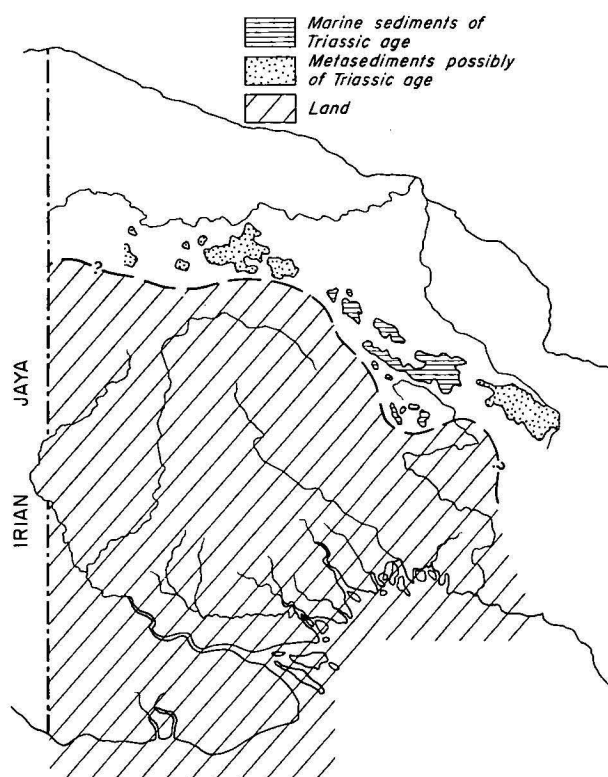 Marine sediments of
Triassic age
Metasediments possibly
of Triassic age
Land
?
JAYA
IRIAN
?